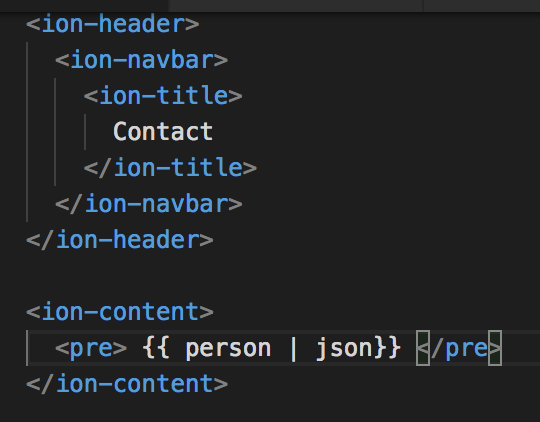 <ion-header>
<ion-navbar>
<ion-title>
Contact
</ion-title>
</ion-navbar>
</ion-header>
<ion-content>
<pre> {{ person | json}} </pre>
</ion-content>